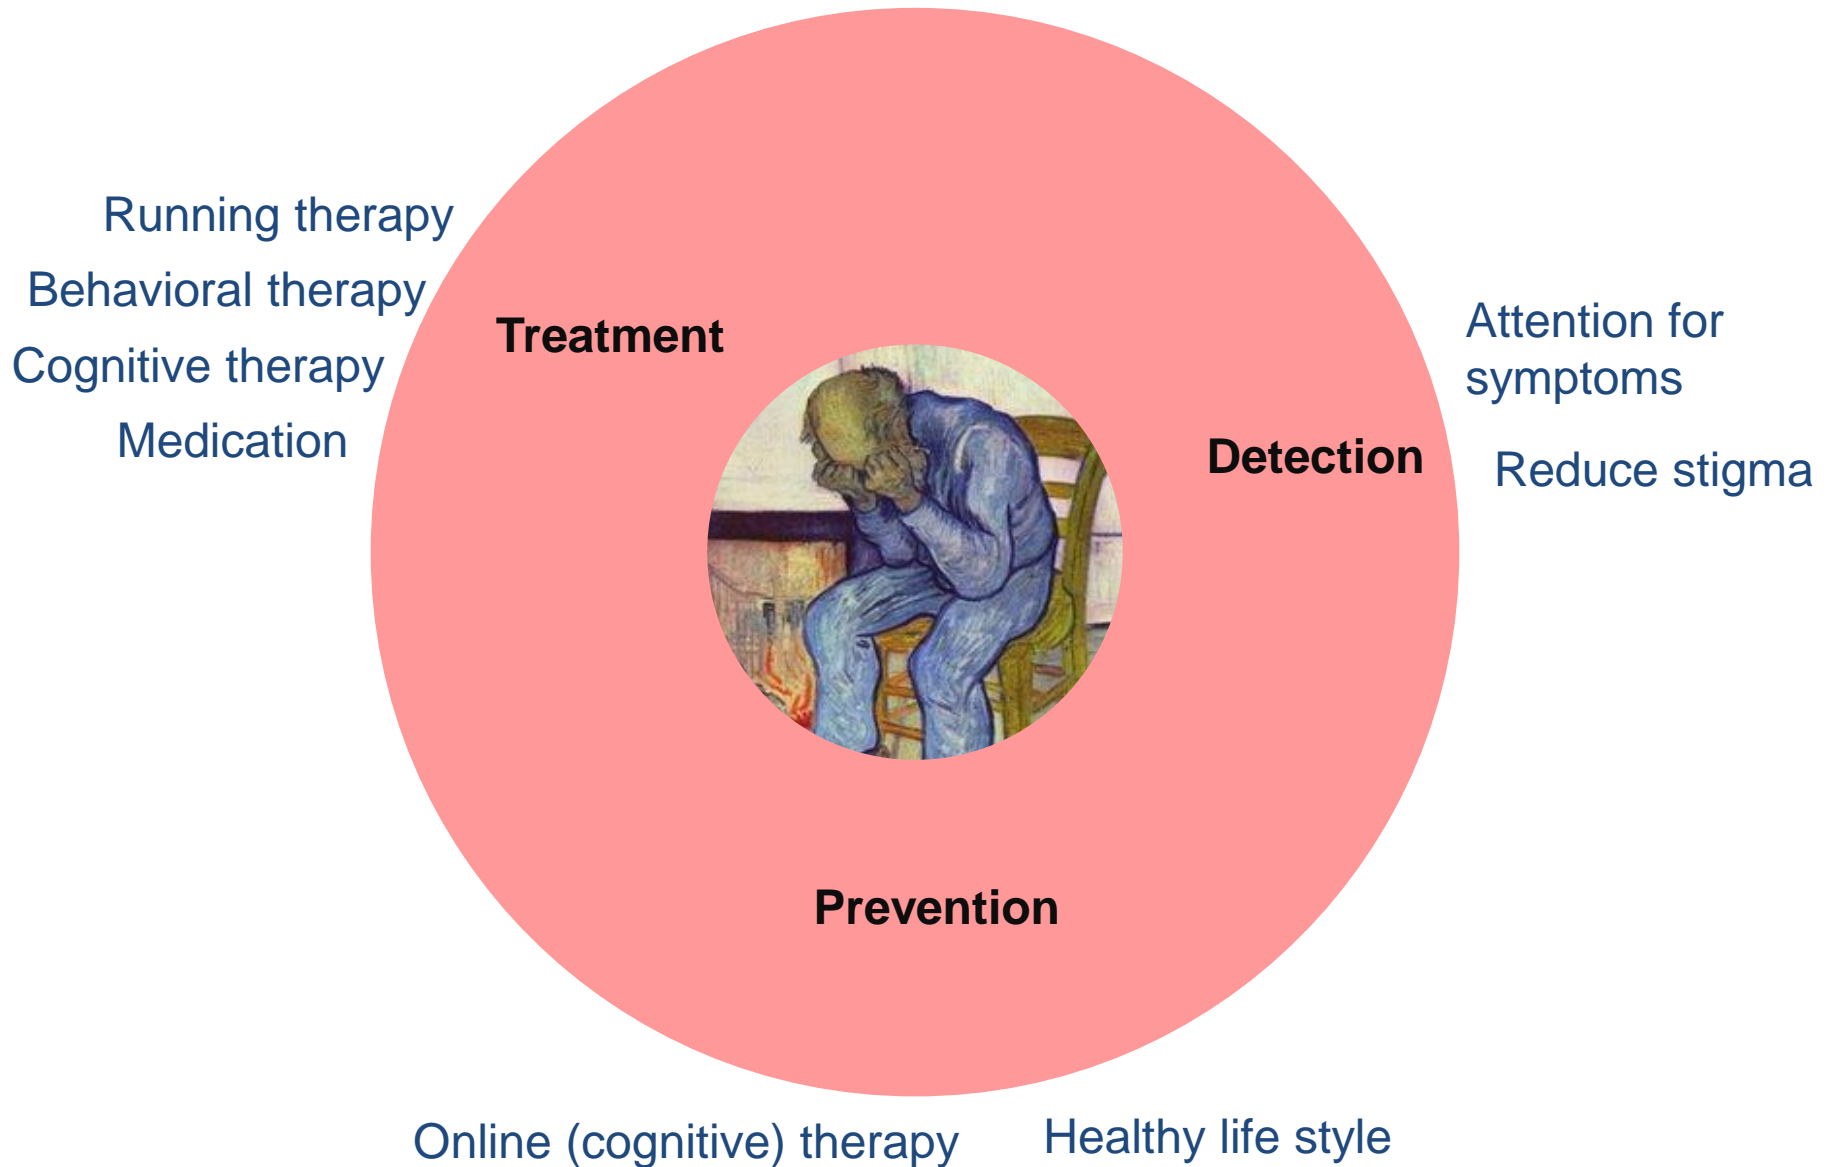 Running therapy
Behavioral therapy
Cognitive therapy
Medication
Treatment
Attention for
symptoms
Detection
Reduce stigma
Prevention
Online (cognitive) therapy
Healthy life style